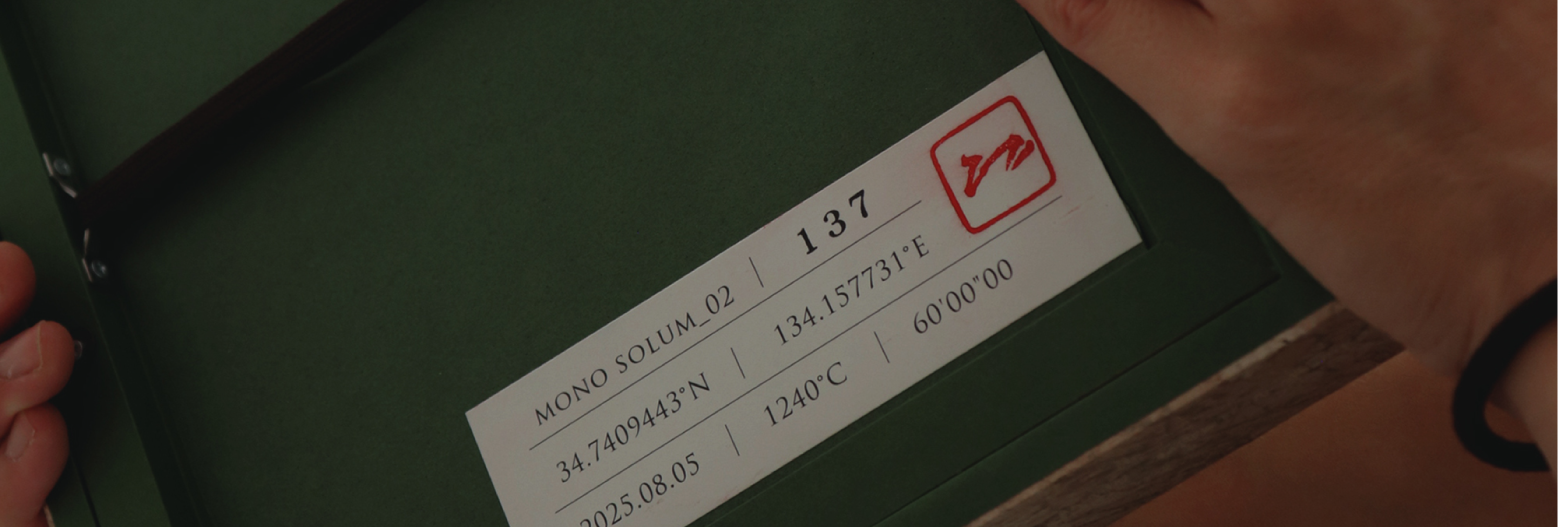 MONO SOLUM_02 | 137
34.7409443°N | 134.157731°E
2025.08.05 | 1240°C | 60'00"00